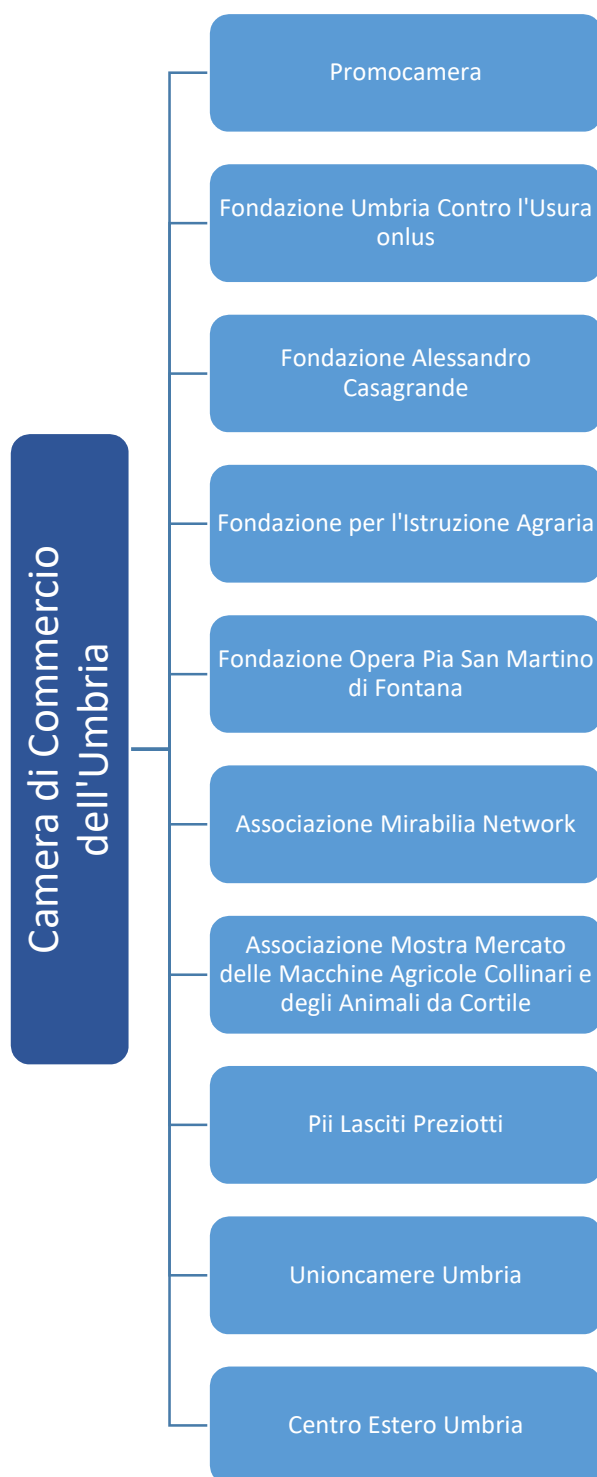 Camera di Commercio
dell'Umbria
Promocamera
Fondazione Umbria Contro l'Usura
onlus
Fondazione Alessandro
Casagrande
Fondazione per l'Istruzione Agraria
Fondazione Opera Pia San Martino
di Fontana
Associazione Mirabilia Network
Associazione Mostra Mercato
delle Macchine Agricole Collinari e
degli Animali da Cortile
Pii Lasciti Preziotti
Unioncamere Umbria
Centro Estero Umbria